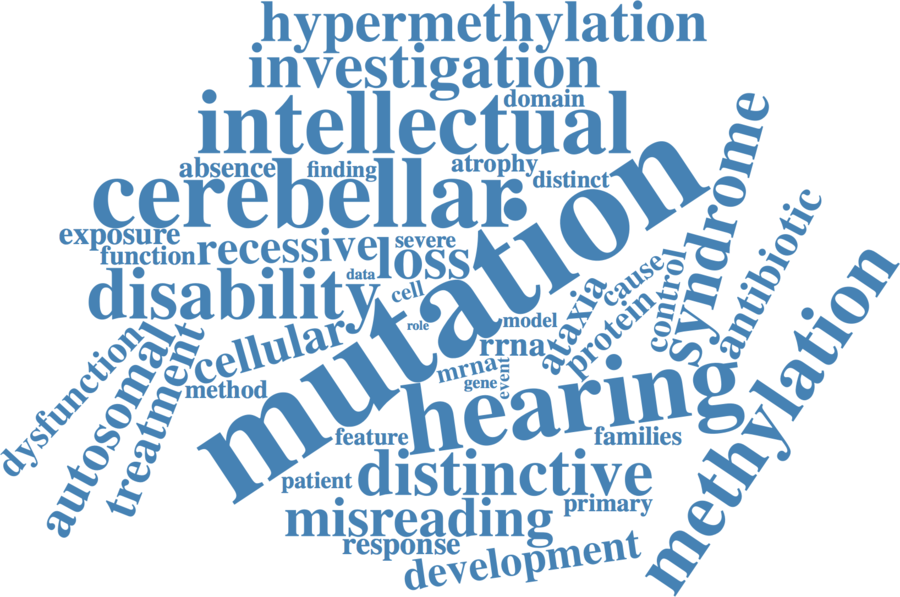 hypermethylation
investigation
domain
intellectual
absence
finding
atrophy
distinct
cerebellar
mutation
syndrome
antibiotic
exposure
function
recessive
severe
loss
data
cell
disability
role
model
ataxia
cause
protein
control
methylation
dysfunction
autosomal
treatment
cellular
method
rrna
mrna
gene
event
hearing
feature
families
patient
distinctive
primary
misreading
response
development